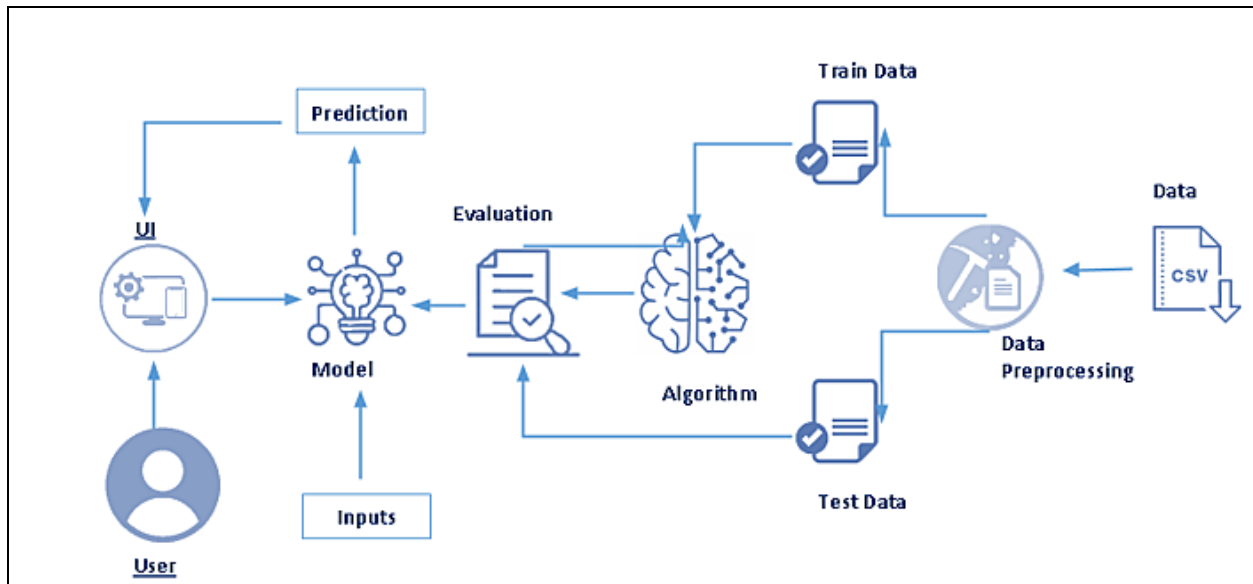 Train Data
Prediction
Data
Evaluation
UI
CSV
Data
Preprocessing
Model
Algorithm
Test Data
Inputs
User